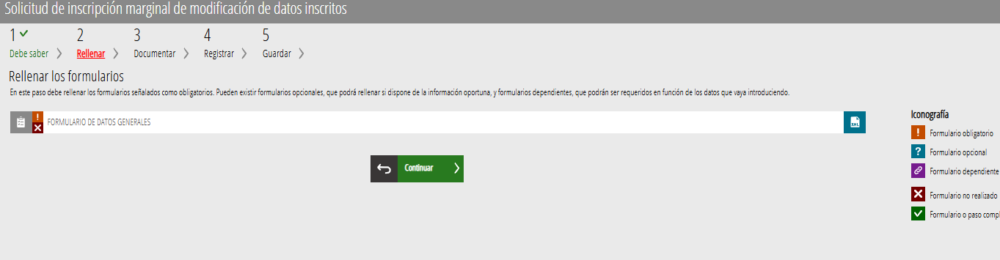 Solicitud de inscripción marginal de modificación de datos inscritos
1 2 3 4 5
Debe saber Rellenar Documentar Registrar Guardar
Rellenar los formularios
En este paso debe rellenar los formularios señalados como obligatorios. Pueden existir formularios opcionales, que podrá rellenar si dispone de la información oportuna, y formularios dependientes, que podrán ser requeridos en función de los datos que vaya introduciendo.
! FORMULARIO DE DATOS GENERALES XML
Continuar
Iconografía
! Formulario obligatorio
? Formulario opcional
Formulario dependiente
Formulario no realizado
Formulario o paso compl